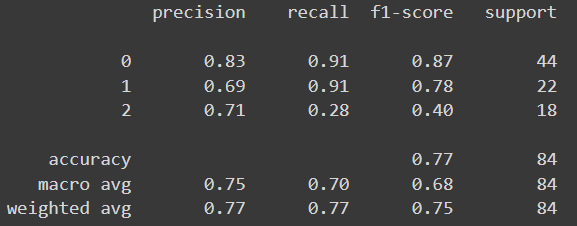 precision recall f1-score support
0 0.83 0.91 0.87 44
1 0.69 0.91 0.78 22
2 0.71 0.28 0.40 18
accuracy 0.77 84
macro avg 0.75 0.70 0.68 84
weighted avg 0.77 0.77 0.75 84